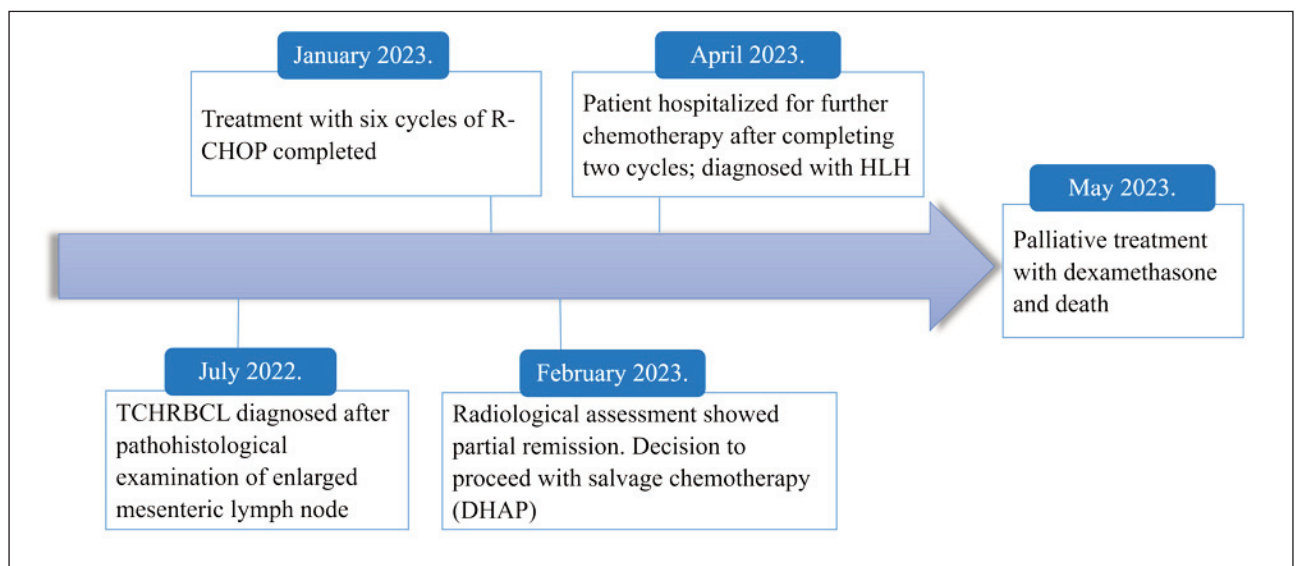 January 2023.
Treatment with six cycles of R-
CHOP completed
April 2023.
Patient hospitalized for further
chemotherapy after completing
two cycles; diagnosed with HLH
May 2023.
Palliative treatment
with dexamethasone
and death
July 2022.
TCHRBCL diagnosed after
pathohistological
examination of enlarged
mesenteric lymph node
February 2023.
Radiological assessment showed
partial remission. Decision to
proceed with salvage chemotherapy
(DHAP)